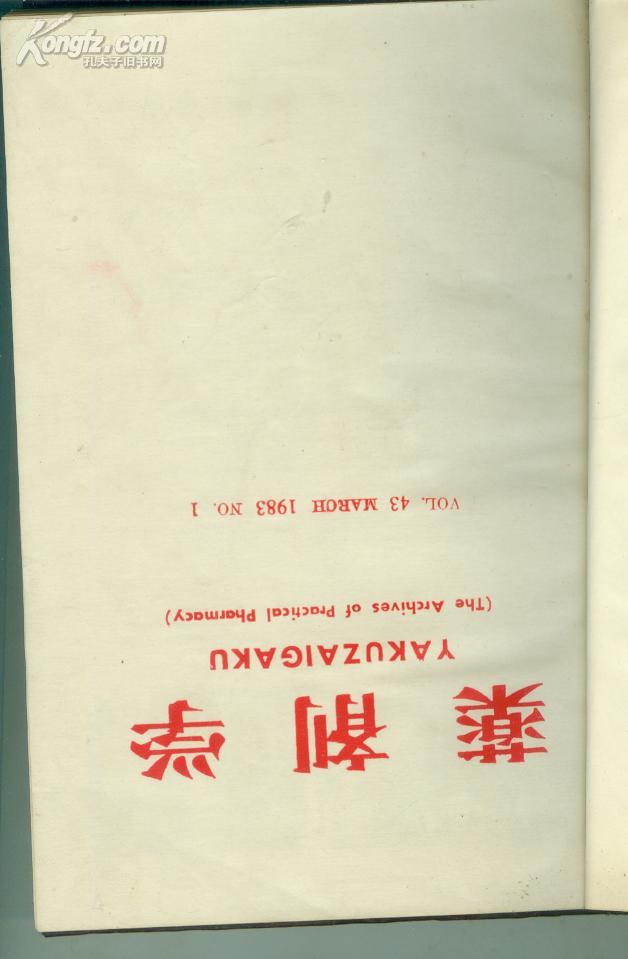 薬剤学
YAKUZAIGAKU
(The Archives of Practical Pharmacy)
VOL. 43 MARCH 1983 NO. 1
Kongfz.com
孔夫子旧书网